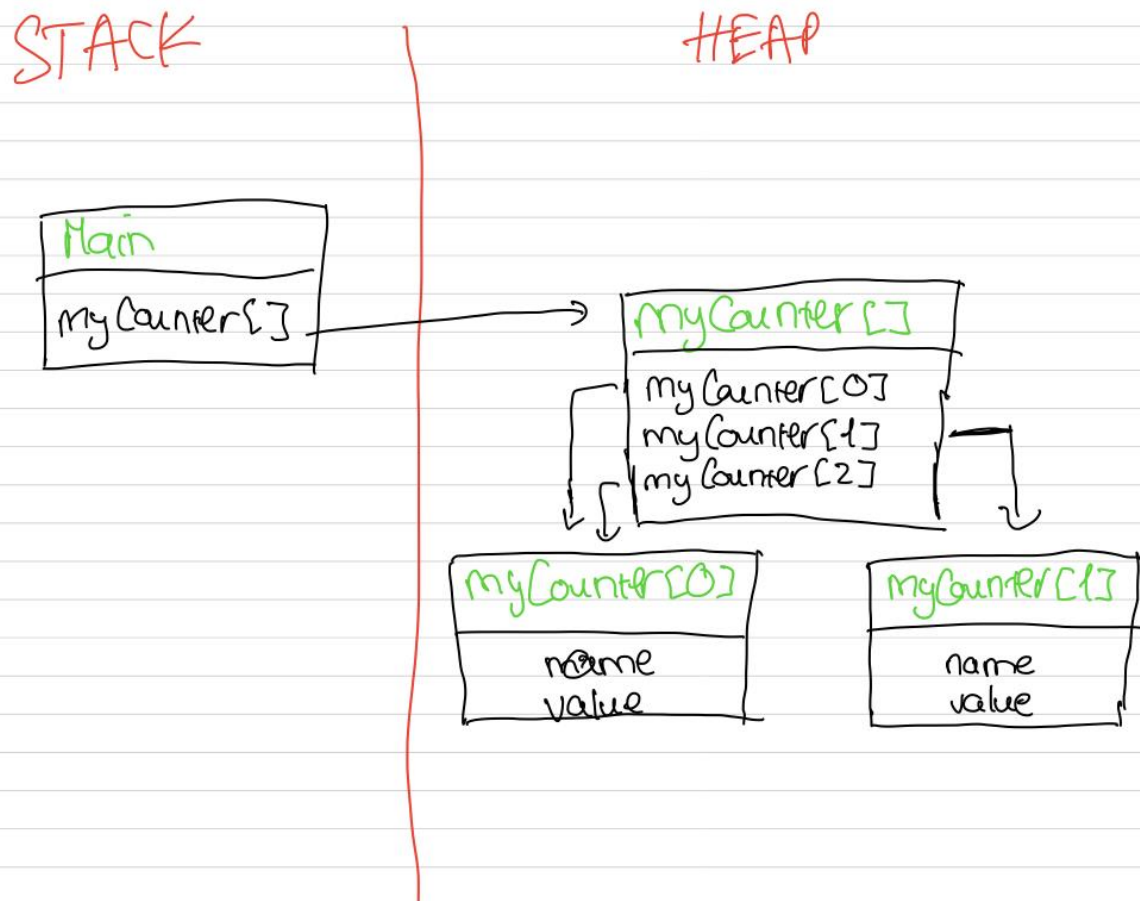 STACK
HEAP
Main
myCounter[]
myCounter[]
myCounter[0]
myCounter[1]
myCounter[2]
myCounter[0]
name
value
myCounter[1]
name
value